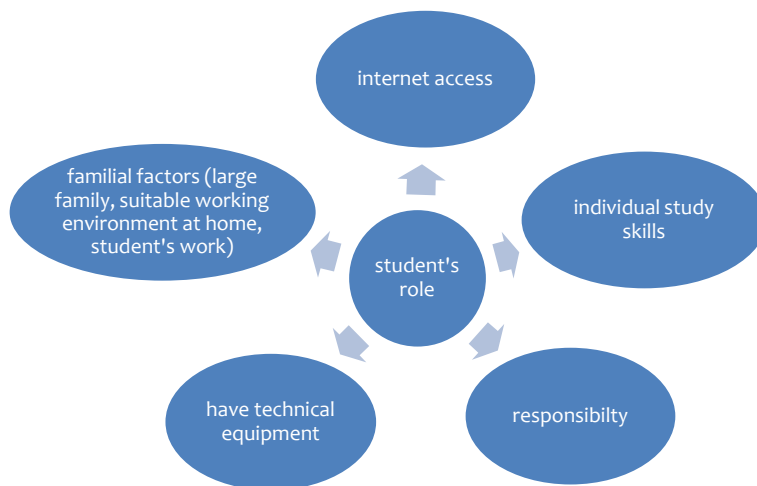 internet access
familial factors (large
family, suitable working
environment at home,
student's work)
individual study
skills
student's
role
have technical
equipment
responsibilty